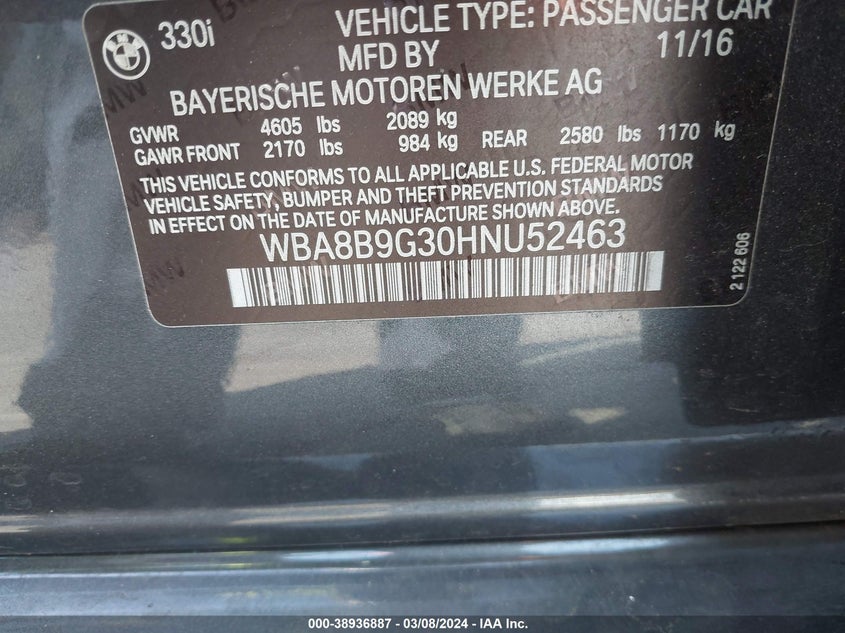 330i
VEHICLE TYPE: PASSENGER CAR
MFD BY 11/16
BAYERISCHE MOTOREN WERKE AG
GVWR 4605 lbs 2089 kg
GAWR FRONT 2170 lbs 984 kg REAR 2580 lbs 1170 kg
THIS VEHICLE CONFORMS TO ALL APPLICABLE U.S. FEDERAL MOTOR
VEHICLE SAFETY, BUMPER AND THEFT PREVENTION STANDARDS
IN EFFECT ON THE DATE OF MANUFACTURE SHOWN ABOVE.
WBA8B9G30HNU52463
2 122 606
000-38936887 - 03/08/2024 - IAA Inc.